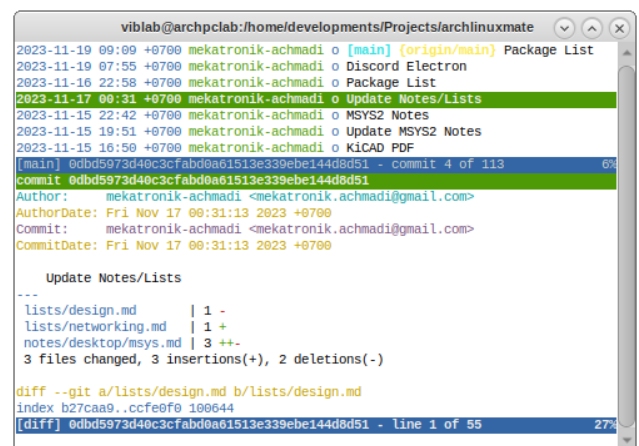 viblab@archpclab:/home/developments/Projects/archlinuxmate
2023-11-19 09:09 +0700 mekatronik-achmadi o [main] {origin/main} Package List
2023-11-19 07:55 +0700 mekatronik-achmadi o Discord Electron
2023-11-16 22:58 +0700 mekatronik-achmadi o Package List
2023-11-17 00:31 +0700 mekatronik-achmadi o Update Notes/Lists
2023-11-15 22:42 +0700 mekatronik-achmadi o MSYS2 Notes
2023-11-15 19:51 +0700 mekatronik-achmadi o Update MSYS2 Notes
2023-11-15 16:50 +0700 mekatronik-achmadi o KiCAD PDF
[main] 0dbd5973d40c3cfabd0a61513e339ebe144d8d51 - commit 4 of 113 6%
commit 0dbd5973d40c3cfabd0a61513e339ebe144d8d51
Author: mekatronik-achmadi <mekatronik.achmadi@gmail.com>
AuthorDate: Fri Nov 17 00:31:13 2023 +0700
Commit: mekatronik-achmadi <mekatronik.achmadi@gmail.com>
CommitDate: Fri Nov 17 00:31:13 2023 +0700
Update Notes/Lists
---
lists/design.md | 1 -
lists/networking.md | 1 +
notes/desktop/msys.md | 3 ++-
3 files changed, 3 insertions(+), 2 deletions(-)
diff --git a/lists/design.md b/lists/design.md
index b27caa9..ccfe0f0 100644
[diff] 0dbd5973d40c3cfabd0a61513e339ebe144d8d51 - line 1 of 55 27%